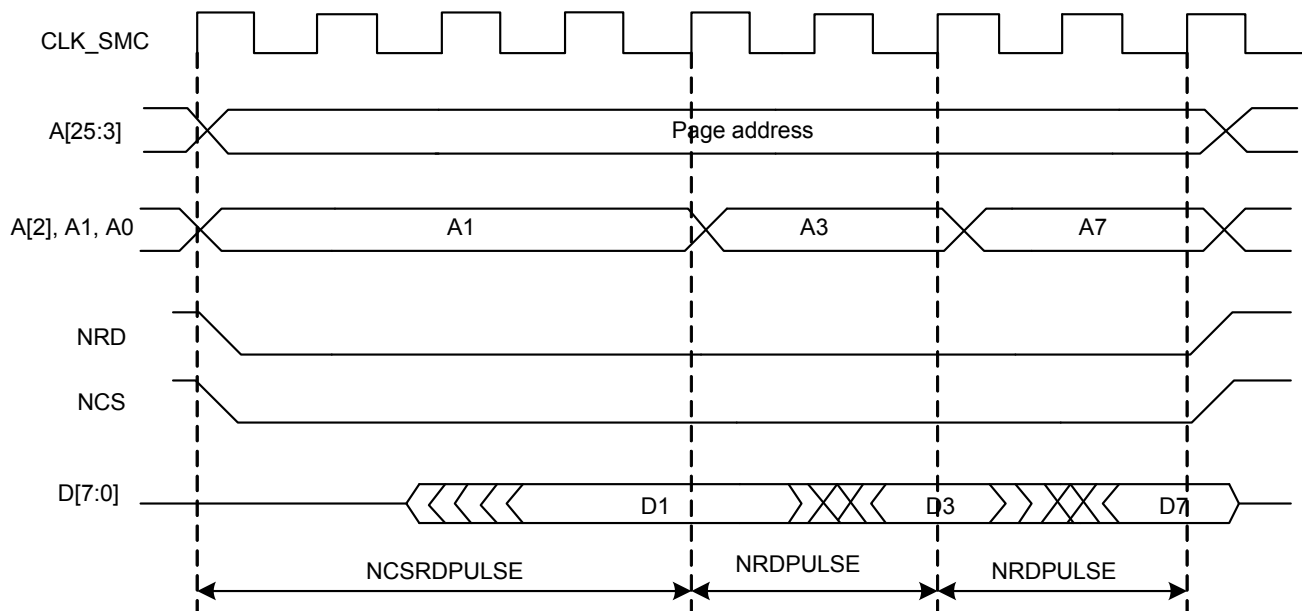 CLK_SMC
A[25:3]
Page address
A[2], A1, A0
A1
A3
A7
NRD
NCS
D[7:0]
D1
D3
D7
NCSRDPULSE
NRDPULSE
NRDPULSE